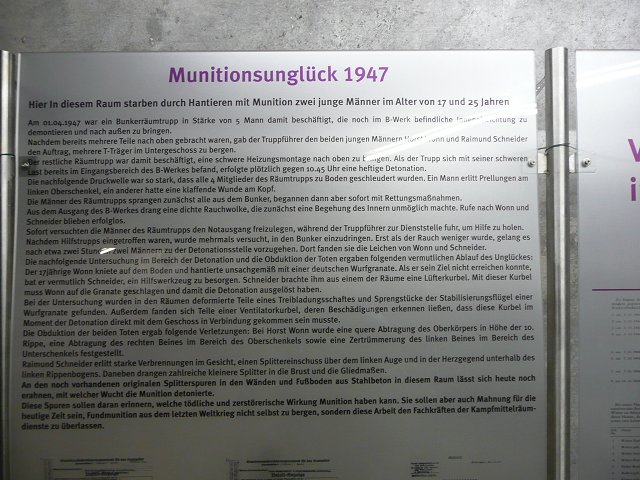 Munitionsunglück 1947
Hier In diesem Raum starben durch Hantieren mit Munition zwei junge Männer im Alter von 17 und 25 Jahren
Am 01.04.1947 war ein Bunkerräumtrupp in Stärke von 5 Mann damit beschäftigt, die noch im B-Werk befindliche zu
demontieren und nach außen zu bringen.
Nachdem bereits mehrere Teile nach oben gebracht waren, gab der Truppführer den beiden jungen Männern Horst Wonn und Raimund Schneider
den Auftrag, mehrere T-Träger im Untergeschoss zu bergen.
Der restliche Räumtrupp war damit beschäftigt, eine schwere Heizungsmontage nach oben zu bringen. Als der Trupp sich mit seiner schweren
Last bereits im Eingangsbereich des B-Werkes befand, erfolgte plötzlich gegen 10.45 Uhr eine heftige Detonation.
Die nachfolgende Druckwelle war so stark, dass alle 4 Mitglieder des Räumtrupps zu Boden geschleudert wurden. Ein Mann erlitt Prellungen am
linken Oberschenkel, ein anderer hatte eine klaffende Wunde am Kopf.
Die Männer des Räumtrupps sprangen zunächst alle aus dem Bunker, begannen dann aber sofort mit Rettungsmaßnahmen.
Aus dem Ausgang des B-Werkes drang eine dichte Rauchwolke, die zunächst eine Begehung des Innern unmöglich machte. Rufe nach Wonn und
Schneider blieben erfolglos.
Sofort versuchten die Männer des Räumtrupps den Notausgang freizulegen, während der Truppführer zur Dienststelle fuhr, um Hilfe zu holen.
Nachdem Hilfstrupps eingetroffen waren, wurde mehrmals versucht, in den Bunker einzudringen. Erst als der Rauch weniger wurde, gelang es
nach etwa zwei Stunden zwei Männern zu der Detonationsstelle vorzugehen. Dort fanden sie die Leichen von Wonn und Schneider.
Die nachfolgende Untersuchung im Bereich der Detonation und die Obduktion der Toten ergaben folgenden vermutlichen Ablauf des Unglückes:
Der 17jährige Wonn kniete auf dem Boden und hantierte unsachgemäß mit einer deutschen Wurfgranate. Als er sein Ziel nicht erreichen konnte,
bat er vermutlich Schneider, ein Hilfswerkzeug zu besorgen. Schneider brachte ihm aus einem der Räume eine Lüfterkurbel. Mit dieser Kurbel
muss Wonn auf die Granate geschlagen und damit die Detonation ausgelöst haben.
Bei der Untersuchung wurden in den Räumen deformierte Teile eines Treibladungsschaftes und Sprengstücke der Stabilisierungsflügel einer
Wurfgranate gefunden. Außerdem fanden sich Teile einer Ventilatorkurbel, deren Beschädigungen erkennen ließ, dass diese Kurbel im
Moment der Detonation direkt mit dem Geschoss in Verbindung gekommen sein musste.
Die Obduktion der beiden Toten ergab folgende Verletzungen: Bei Horst Wonn wurde eine quere Abtragung des Oberkörpers in Höhe der 10.
Rippe, eine Abtragung des rechten Beines im Bereich des Oberschenkels sowie eine Zertrümmerung des linken Beines im Bereich des
Unterschenkels festgestellt.
Raimund Schneider erlitt starke Verbrennungen im Gesicht, einen Splittereinschuss über dem linken Auge und in der Herzgegend unterhalb des
linken Rippenbogens. Daneben drangen zahlreiche kleinere Splitter in die Brust und die Gliedmaßen.
An den noch vorhandenen originalen Splitterspuren in den Wänden und Fußboden aus Stahlbeton in diesem Raum lässt sich heute noch
erahnen, mit welcher Wucht die Munition detonierte.
Diese Spuren sollen daran erinnern, welche tödliche und zerstörerische Wirkung Munition haben kann. Sie sollen aber auch Mahnung für die
heutige Zeit sein, Fundmunition aus dem letzten Weltkrieg nicht selbst zu bergen, sondern diese Arbeit den Fachkräften der Kampfmittelräum-
dienste zu überlassen.